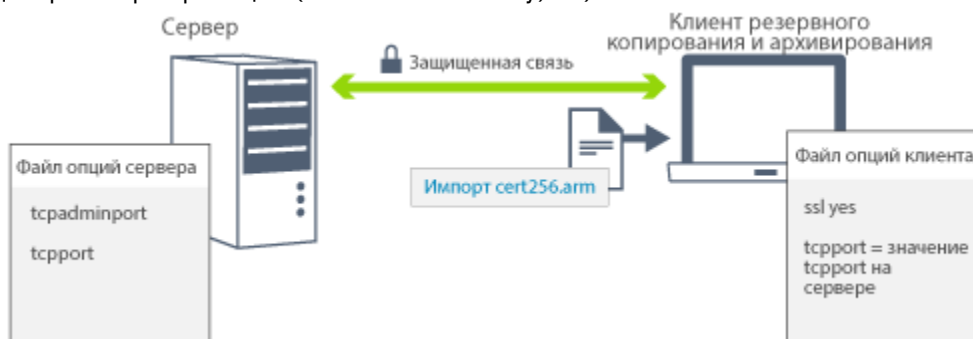 Сервер
Клиент резервного
копирования и архивирования
Защищенная связь
Файл опций сервера
tcpadminport
tcpport
Импорт cert256.arm
Файл опций клиента
ssl yes
tcpport = значение
tcpport на
сервере